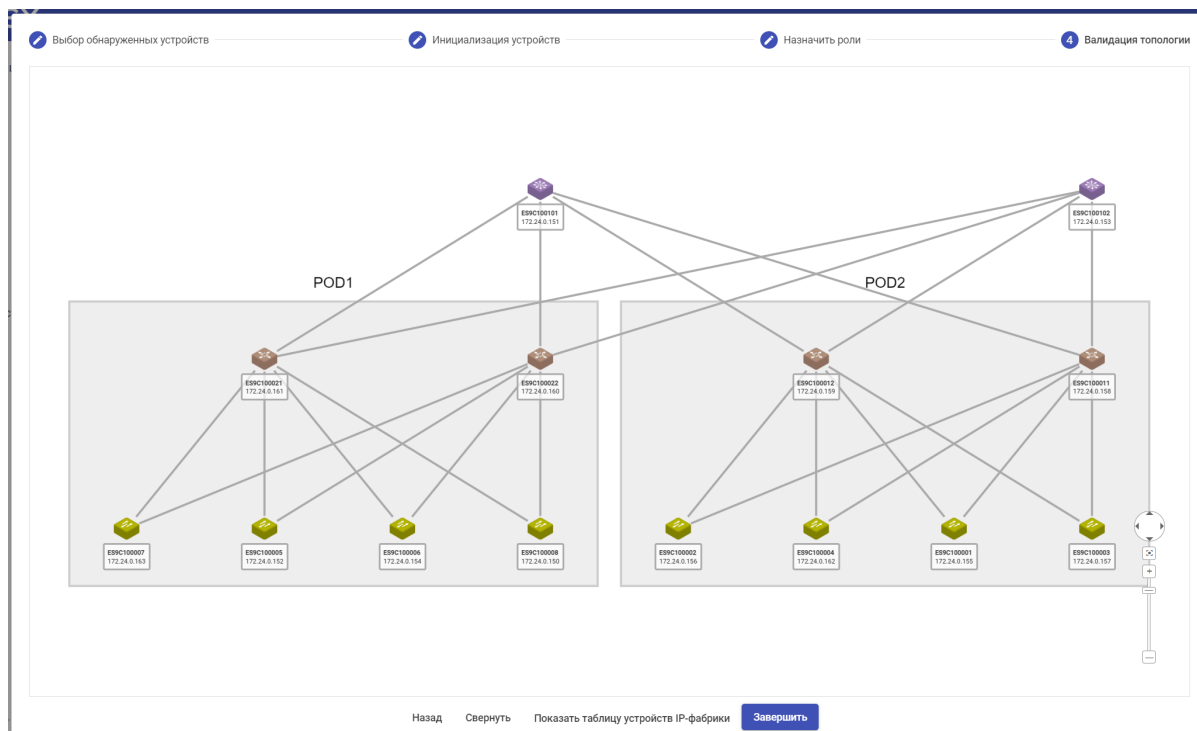 Выбор обнаруженных устройств
Инициализация устройств
Назначить роли
4 Валидация топологии
ES9C100101
172.24.0.151
ES9C100102
172.24.0.153
POD1
POD2
ES9C100021
172.24.0.161
ES9C100022
172.24.0.160
ES9C100012
172.24.0.159
ES9C100011
172.24.0.158
ES9C100007
172.24.0.163
ES9C100005
172.24.0.152
ES9C100006
172.24.0.154
ES9C100008
172.24.0.150
ES9C100002
172.24.0.156
ES9C100004
172.24.0.162
ES9C100001
172.24.0.155
ES9C100003
172.24.0.157
Назад
Свернуть
Показать таблицу устройств IP-фабрики
Завершить